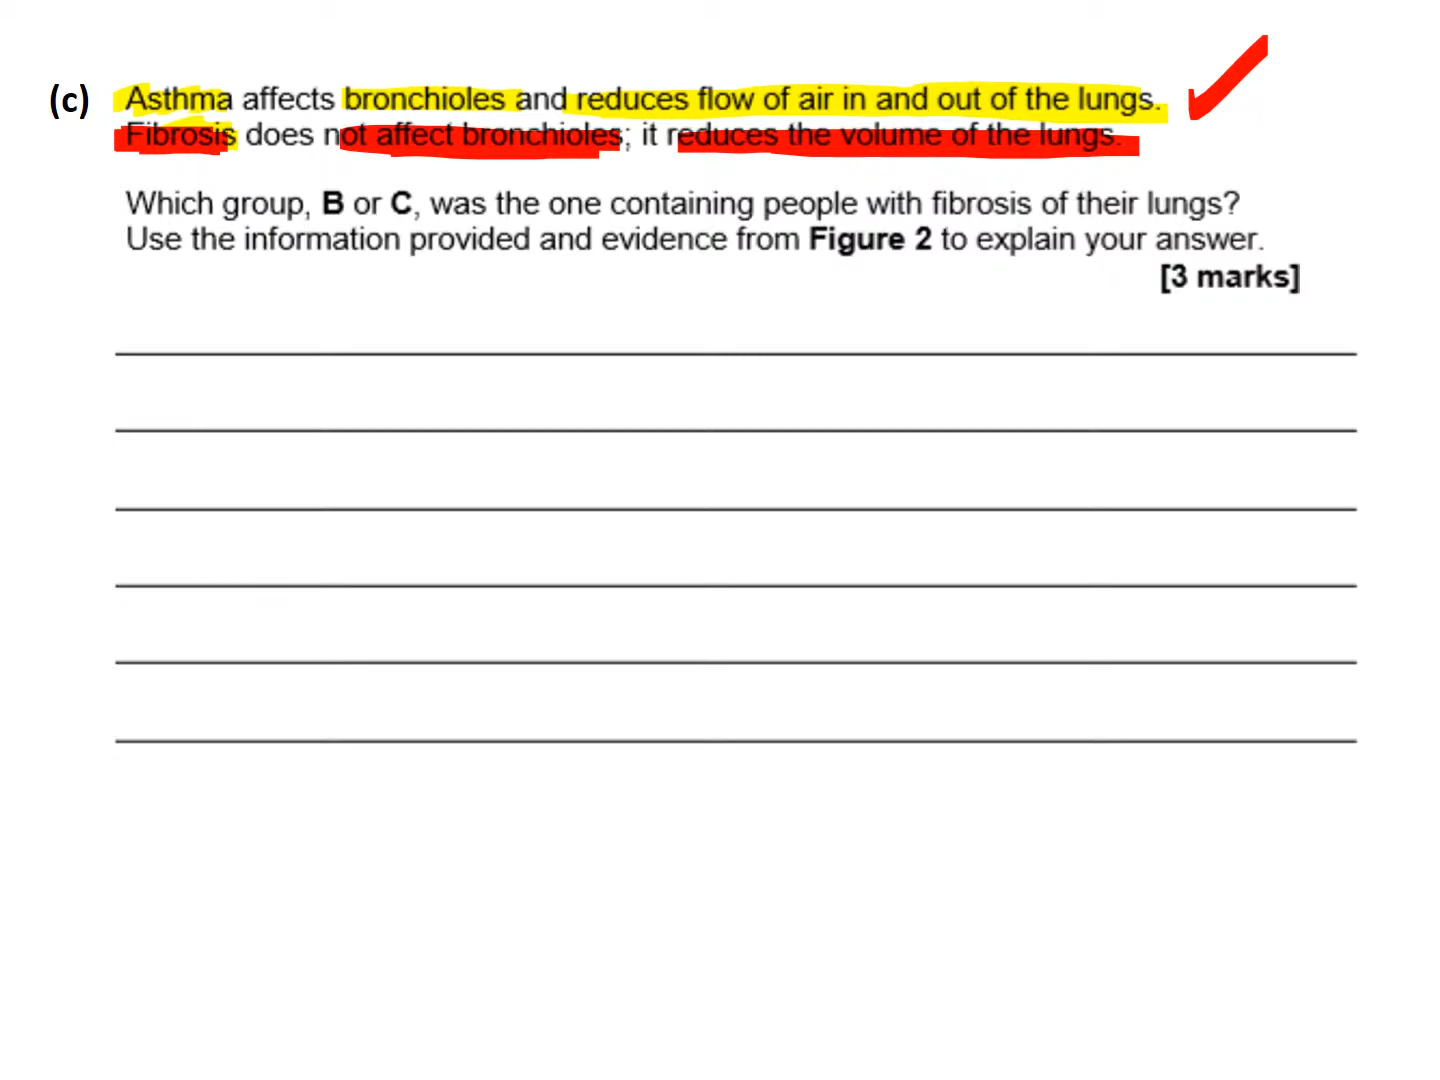 (c) Asthma affects bronchioles and reduces flow of air in and out of the lungs.
Fibrosis does not affect bronchioles; it reduces the volume of the lungs.
Which group, B or C, was the one containing people with fibrosis of their lungs?
Use the information provided and evidence from Figure 2 to explain your answer.
[3 marks]